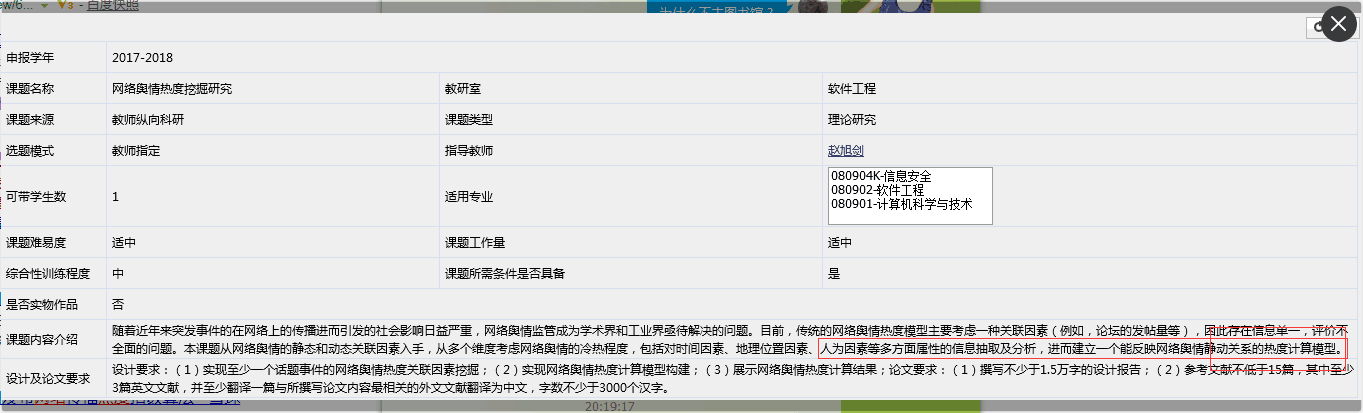 ew/6... V3 - 百度快照
为什么不去图书馆？
申报学年 2017-2018
课题名称 网络舆情热度挖掘研究 教研室 软件工程
课题来源 教师纵向科研 课题类型 理论研究
选题模式 教师指定 指导教师 赵旭剑
080904K-信息安全
080902-软件工程
可带学生数 1 适用专业
080901-计算机科学与技术
课题难易度 适中 课题工作量 适中
综合性训练程度 中 课题所需条件是否具备 是
是否实物作品 否
课题内容介绍
随着近年来突发事件的在网络上的传播进而引发的社会影响日益严重，网络舆情监管成为学术界和工业界亟待解决的问题。目前，传统的网络舆情热度模型主要考虑一种关联因素（例如，论坛的发帖量等），因此存在信息单一，评价不
全面的问题。本课题从网络舆情的静态和动态关联因素入手，从多个维度考虑网络舆情的冷热程度，包括对时间因素、地理位置因素、人为因素等多方面属性的信息抽取及分析，进而建立一个能反映网络舆情静动关系的热度计算模型。
设计及论文要求
设计要求：（1）实现至少一个话题事件的网络舆情热度关联因素挖掘；（2）实现网络舆情热度计算模型构建；（3）展示网络舆情热度计算结果；论文要求：（1）撰写不少于1.5万字的设计报告；（2）参考文献不低于15篇，其中至少
3篇英文文献，并至少翻译一篇与所撰写论文内容最相关的外文文献翻译为中文，字数不少于3000个汉字。
20:19:17